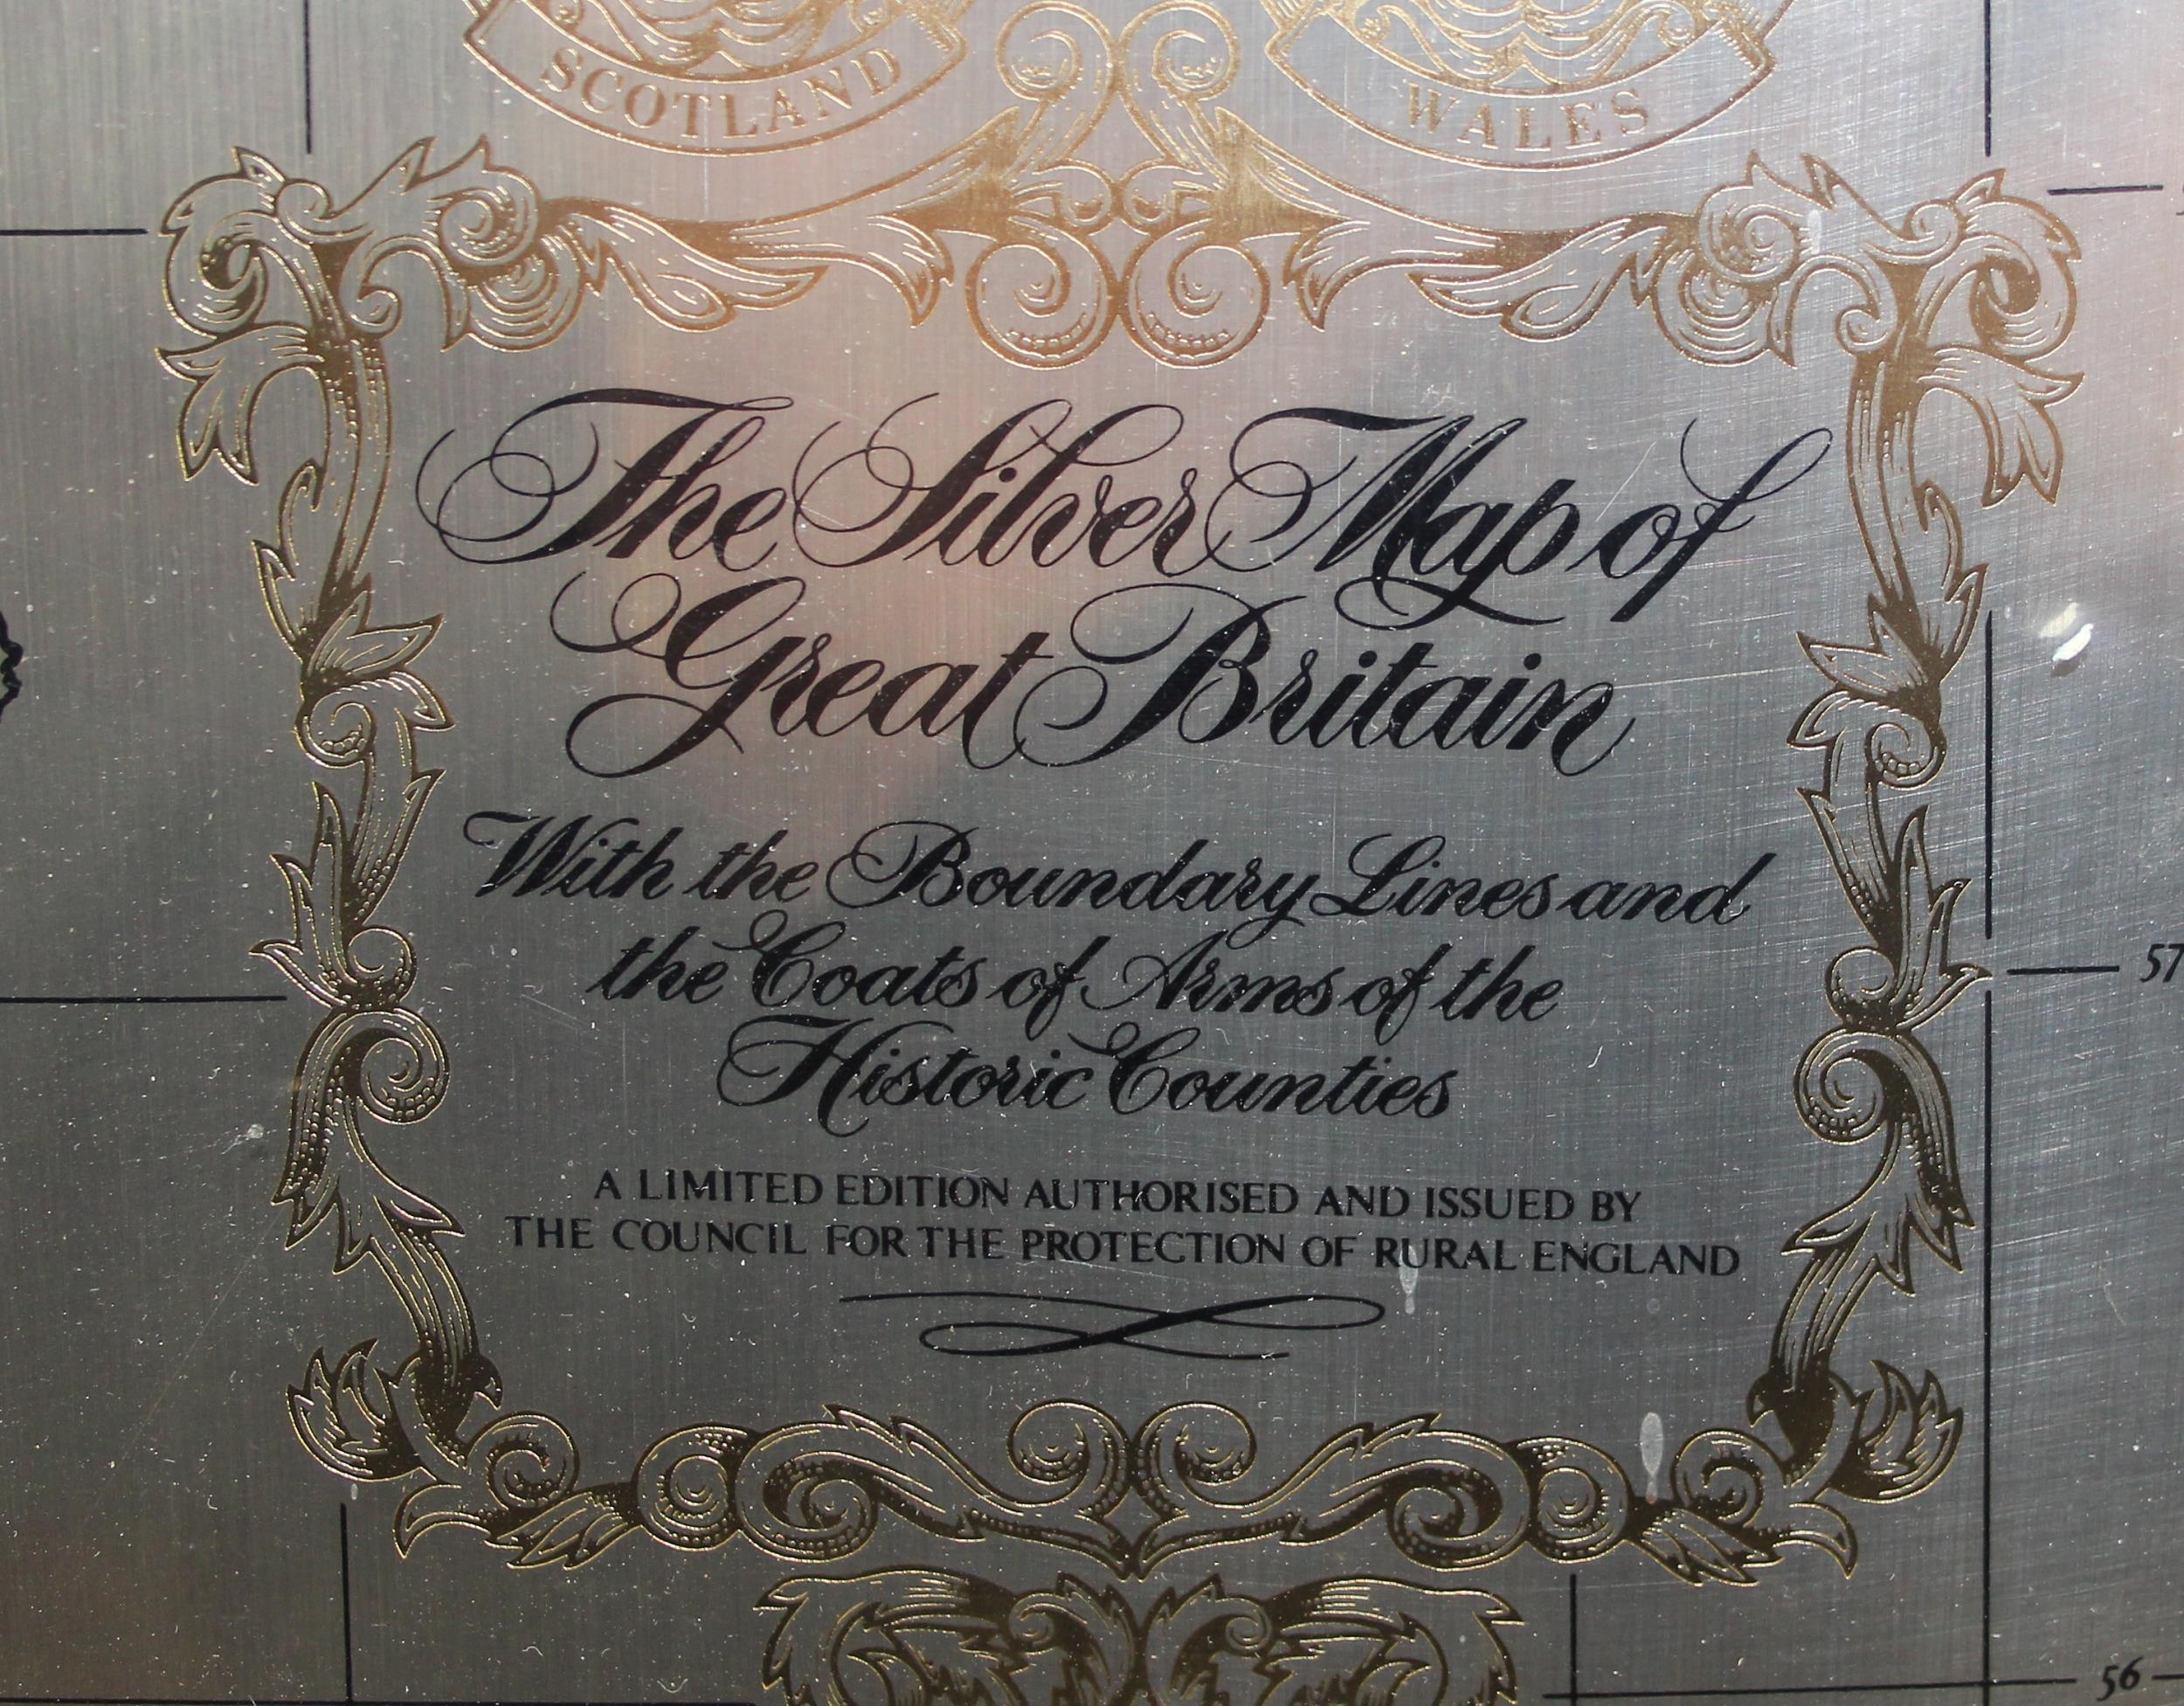 SCOTLAND
WALES
The Silver Map of
Great Britain
With the Boundary Lines and
the Coats of Arms of the
Historic Counties
57
A LIMITED EDITION AUTHORISED AND ISSUED BY
THE COUNCIL FOR THE PROTECTION OF RURAL ENGLAND
56